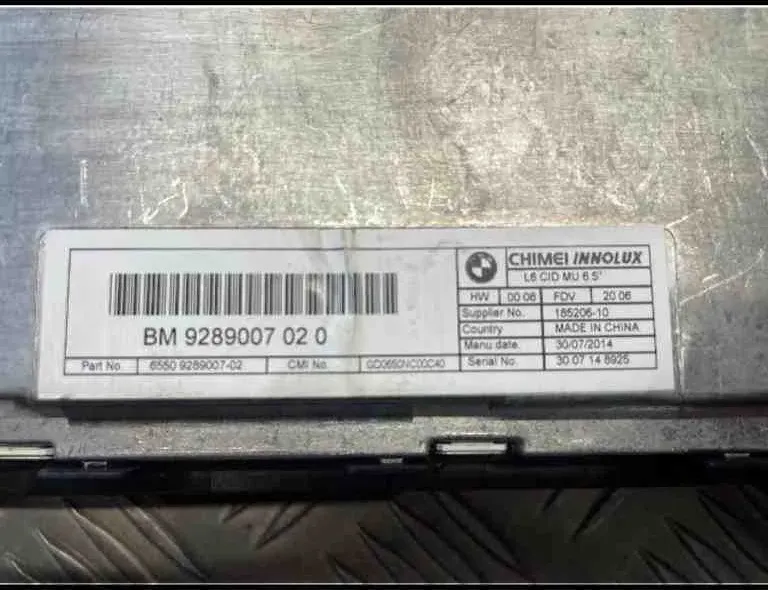 CHIMEI INNOLUX
L6 CID MU 6.5"
HW 00 06 FDV 20 06
Supplier No. 185206-10
Country MADE IN CHINA
Manu date. 30/07/2014
Serial No. 30 07 14 8925
BM 9289007 02 0
Part No. 6550 9289007-02 CMI No. GD0650NC00C40